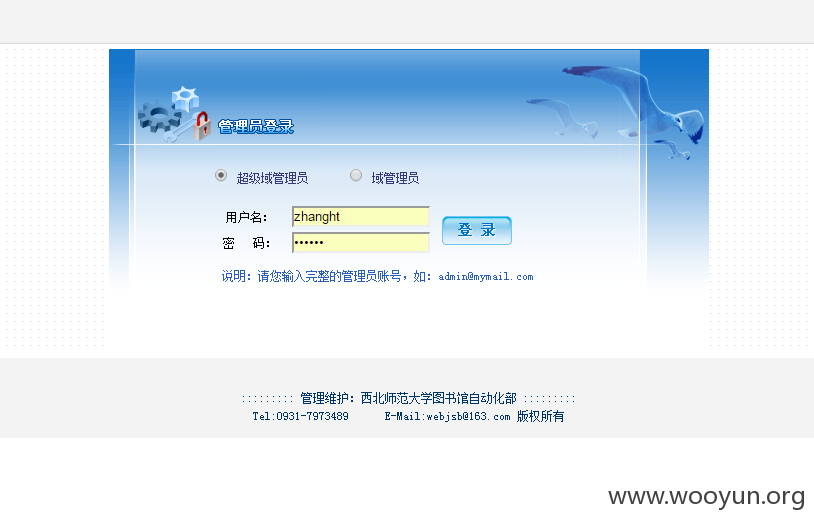 管理员登录
超级域管理员 域管理员
用户名： zhanght
密 码： ••••••
登 录
说明：请您输入完整的管理员账号，如：admin@mymail.com
::::::::: 管理维护：西北师范大学图书馆自动化部 :::::::::
Tel:0931-7973489 E-Mail:webjsb@163.com 版权所有
www.wooyun.org